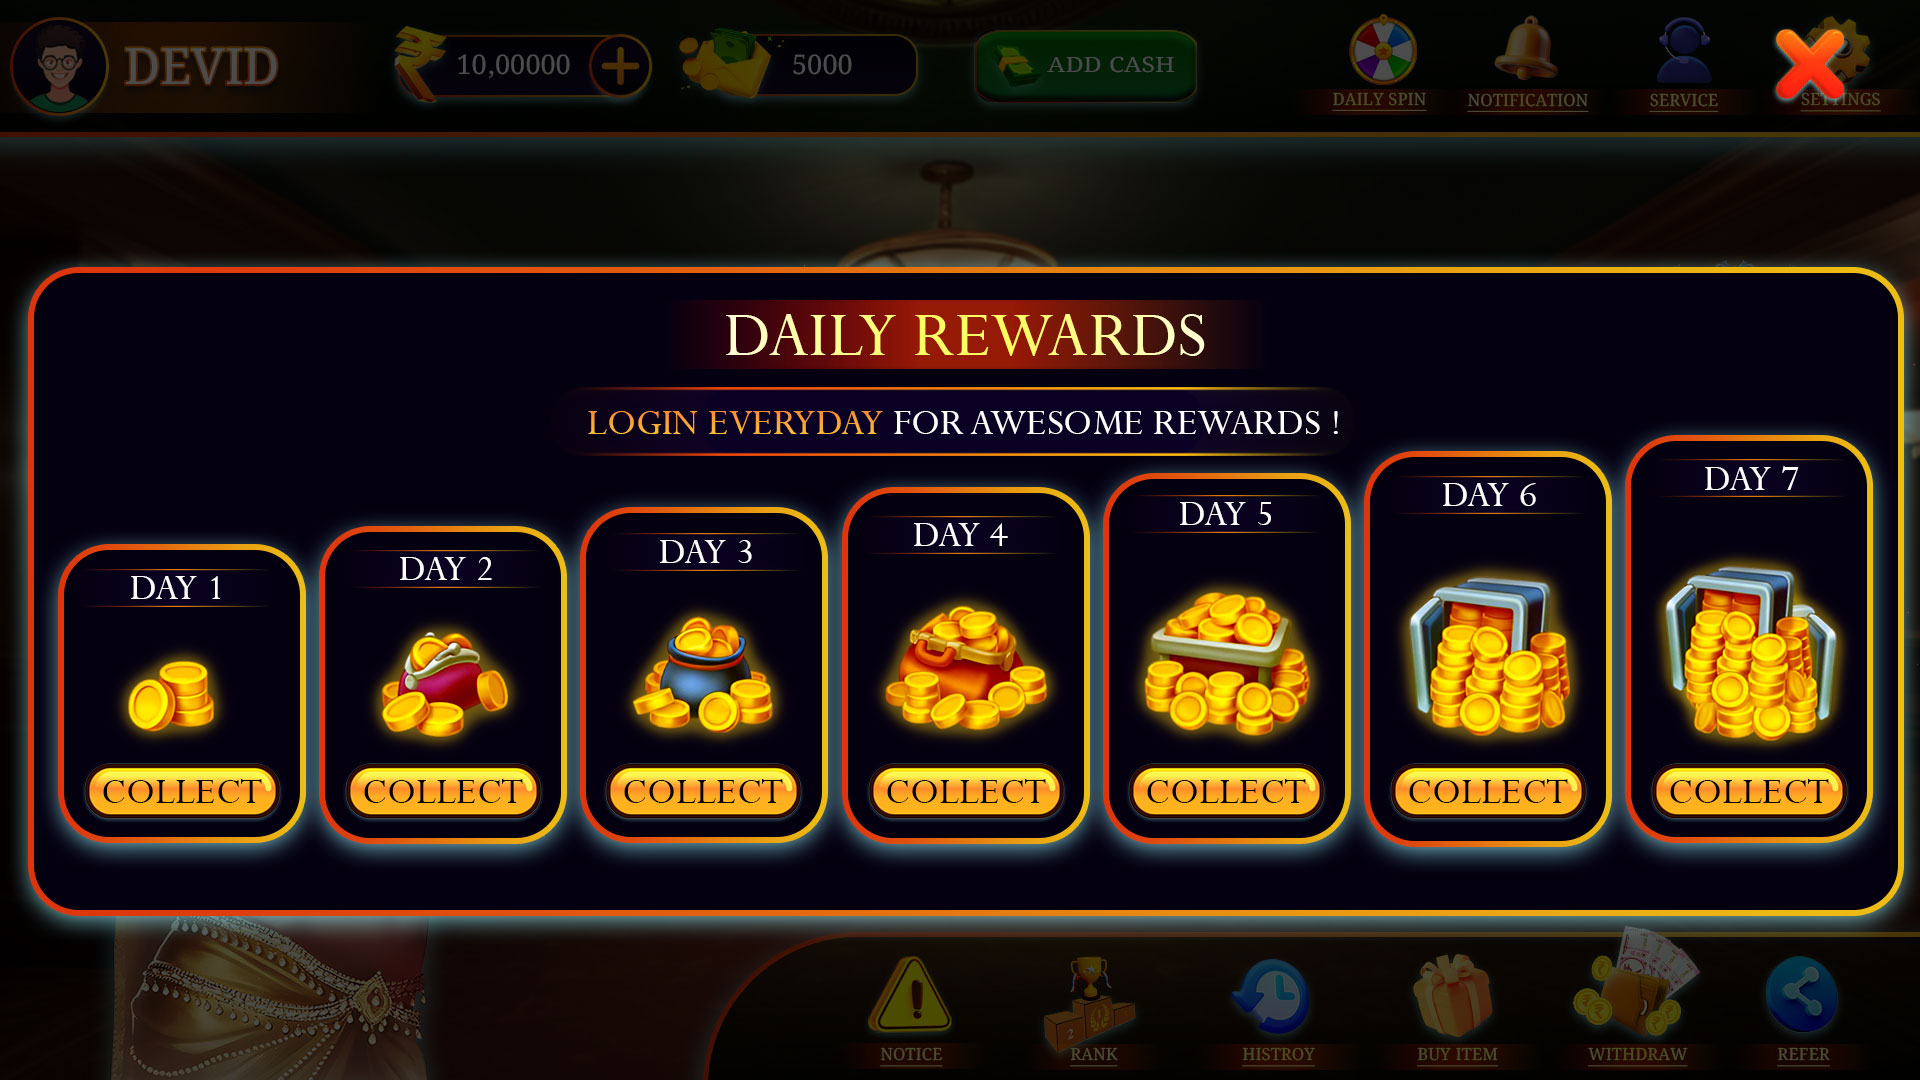 DEVID
10,00000
5000
ADD CASH
DAILY SPIN
NOTIFICATION
SERVICE
SETTINGS
DAILY REWARDS
LOGIN EVERYDAY FOR AWESOME REWARDS !
DAY 1
DAY 2
DAY 3
DAY 4
DAY 5
DAY 6
DAY 7
COLLECT
COLLECT
COLLECT
COLLECT
COLLECT
COLLECT
COLLECT
2
1
NOTICE
RANK
HISTROY
BUY ITEM
WITHDRAW
REFER